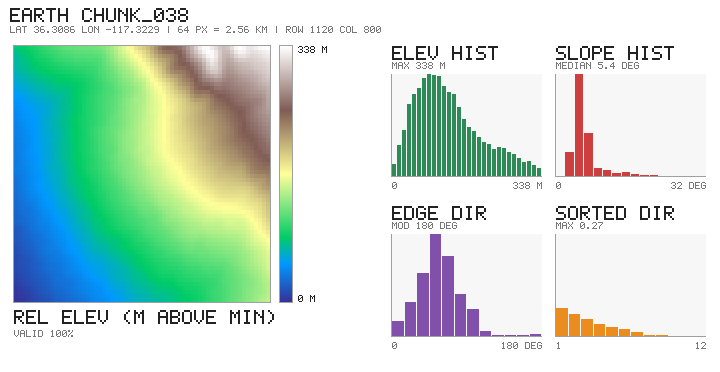 EARTH CHUNK_038
LAT 36.3086 LON -117.3229 | 64 PX = 2.56 KM | ROW 1120 COL 800
338 M
0 M
REL ELEV (M ABOVE MIN)
VALID 100%
ELEV HIST
MAX 338 M
0 338 M
SLOPE HIST
MEDIAN 5.4 DEG
0 32 DEG
EDGE DIR
MOD 180 DEG
0 180 DEG
SORTED DIR
MAX 0.27
1 12